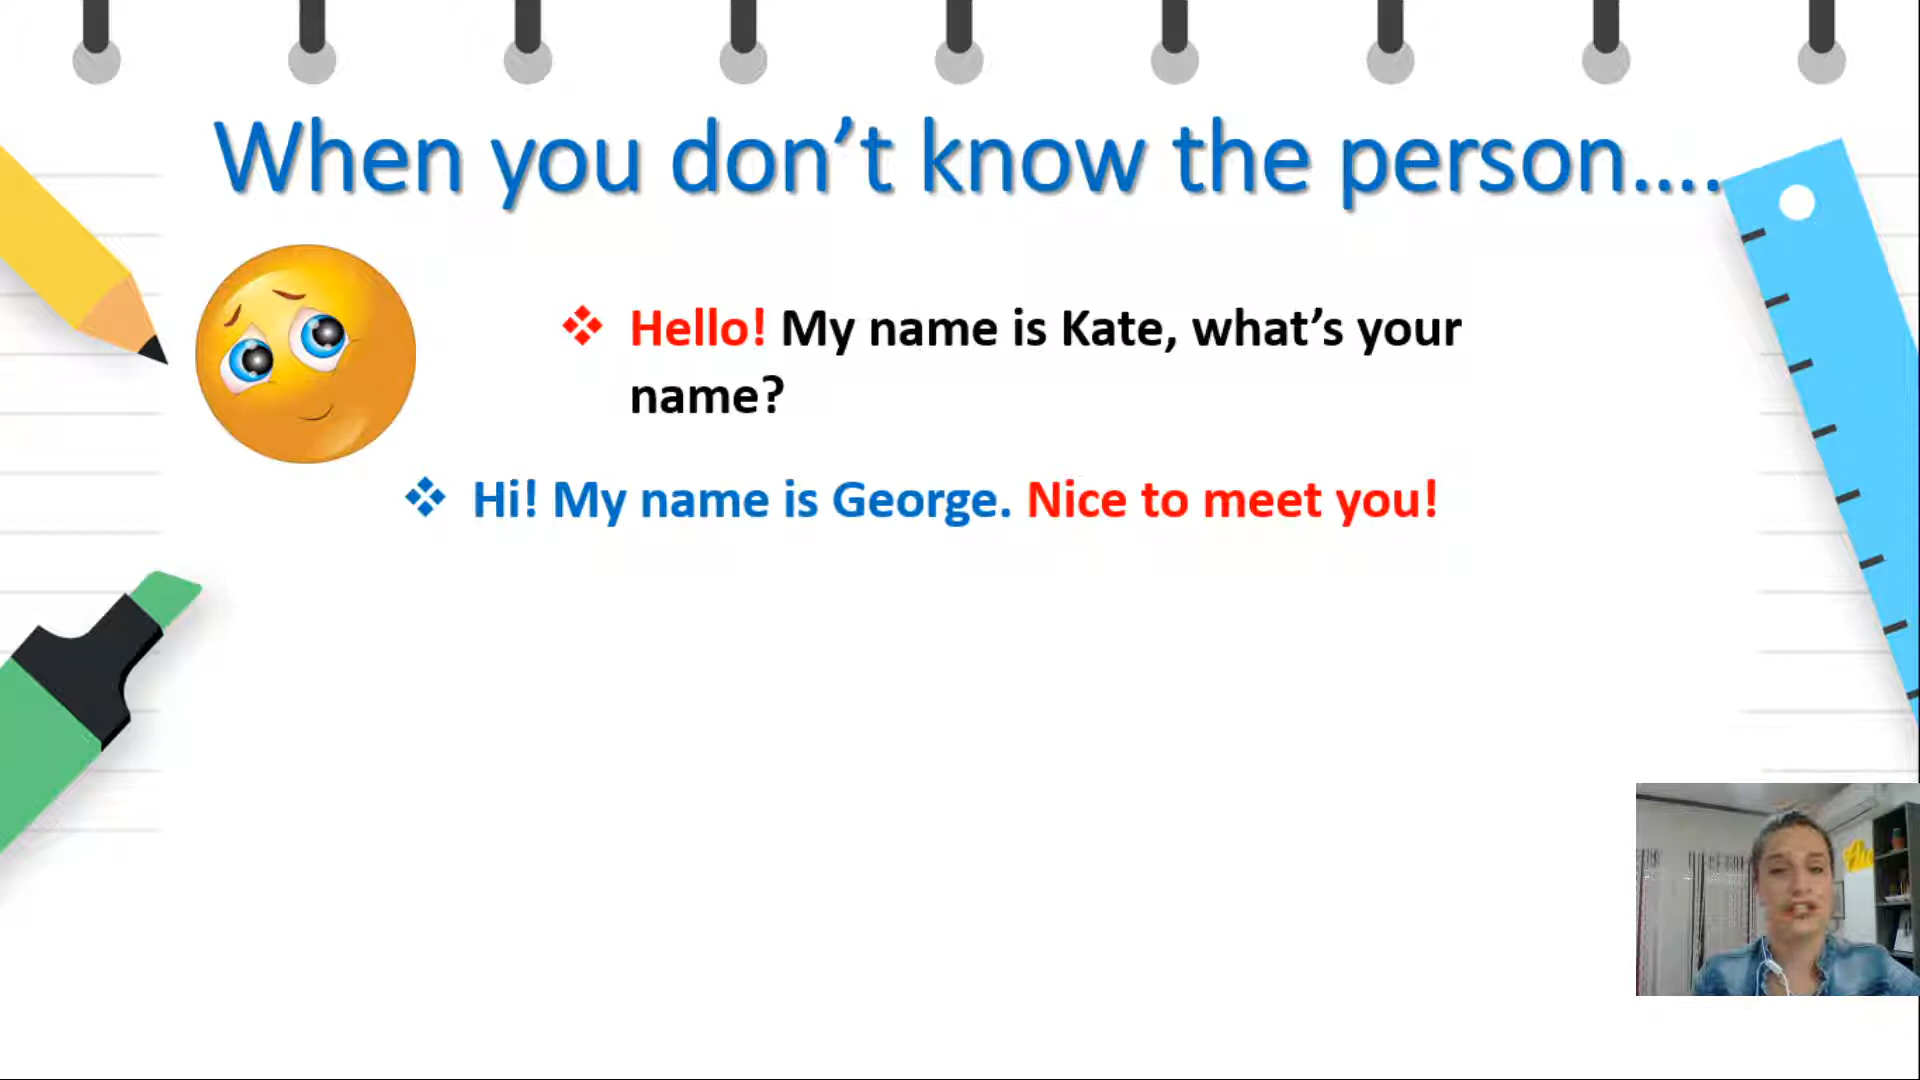 When you don’t know the person....
❖ Hello! My name is Kate, what’s your
name?
❖ Hi! My name is George. Nice to meet you!